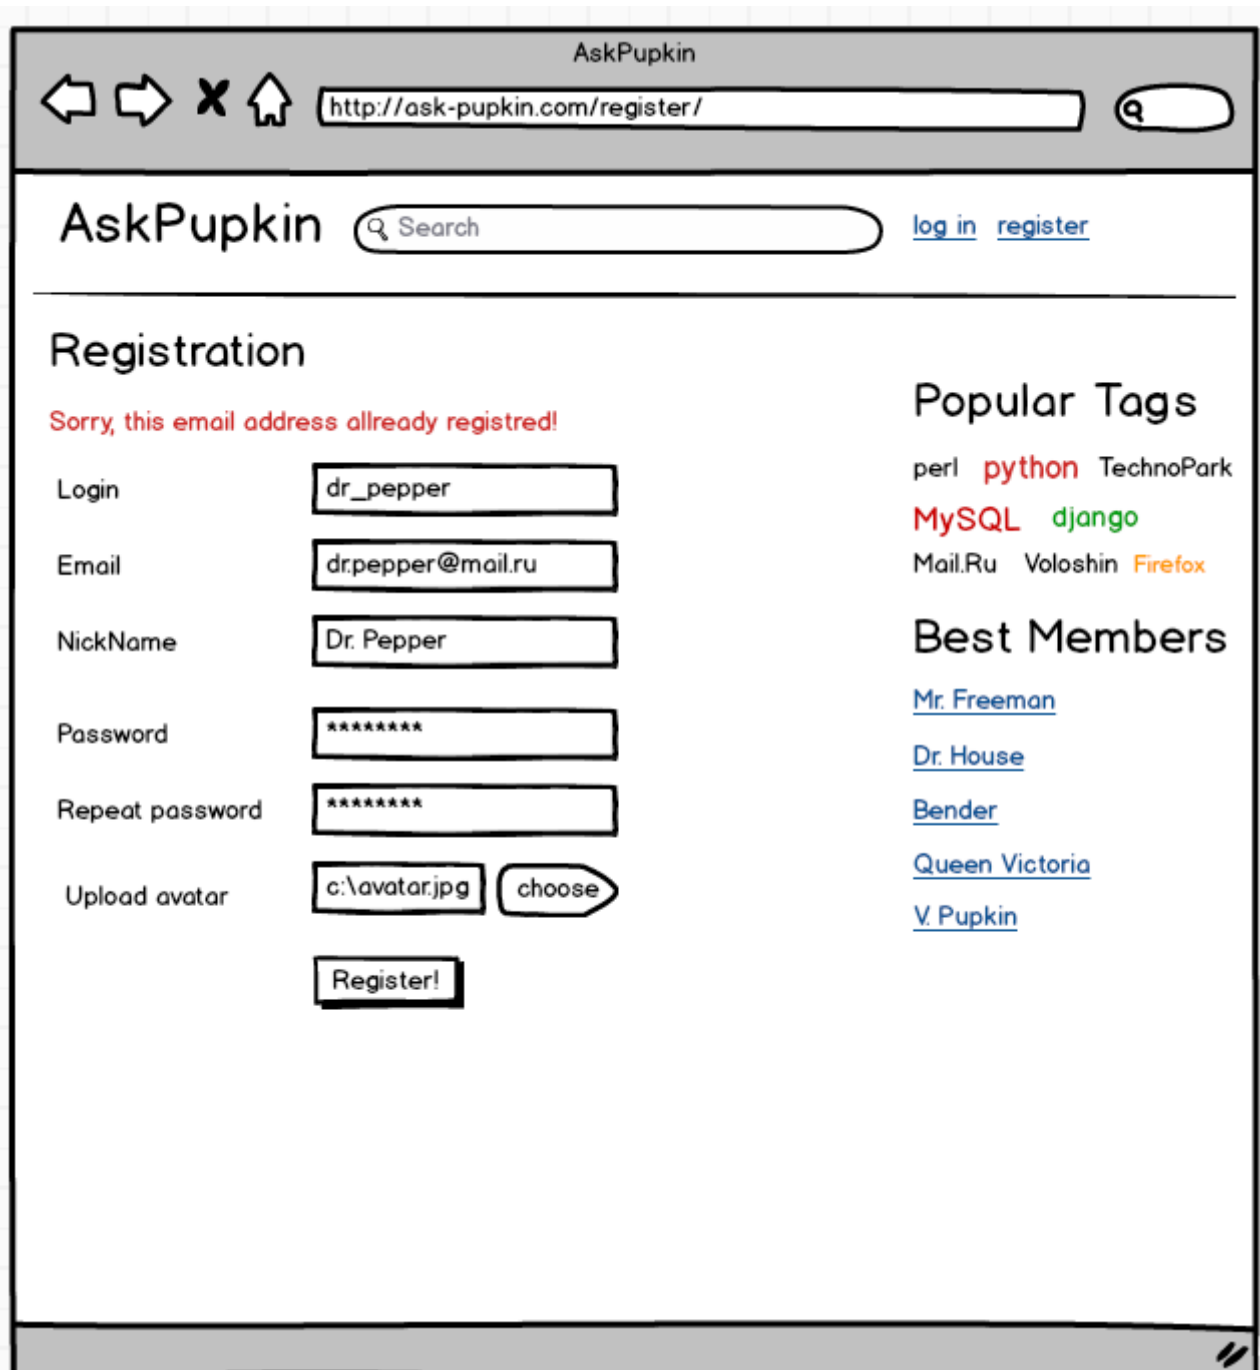 AskPupkin
http://ask-pupkin.com/register/
AskPupkin Search log in register
Registration
Sorry, this email address allready registred!
Login dr_pepper
Email dr.pepper@mail.ru
NickName Dr. Pepper
Password ********
Repeat password ********
Upload avatar c:\avatar.jpg choose
Register!
Popular Tags
perl python TechnoPark
MySQL django
Mail.Ru Voloshin Firefox
Best Members
Mr. Freeman
Dr. House
Bender
Queen Victoria
V. Pupkin